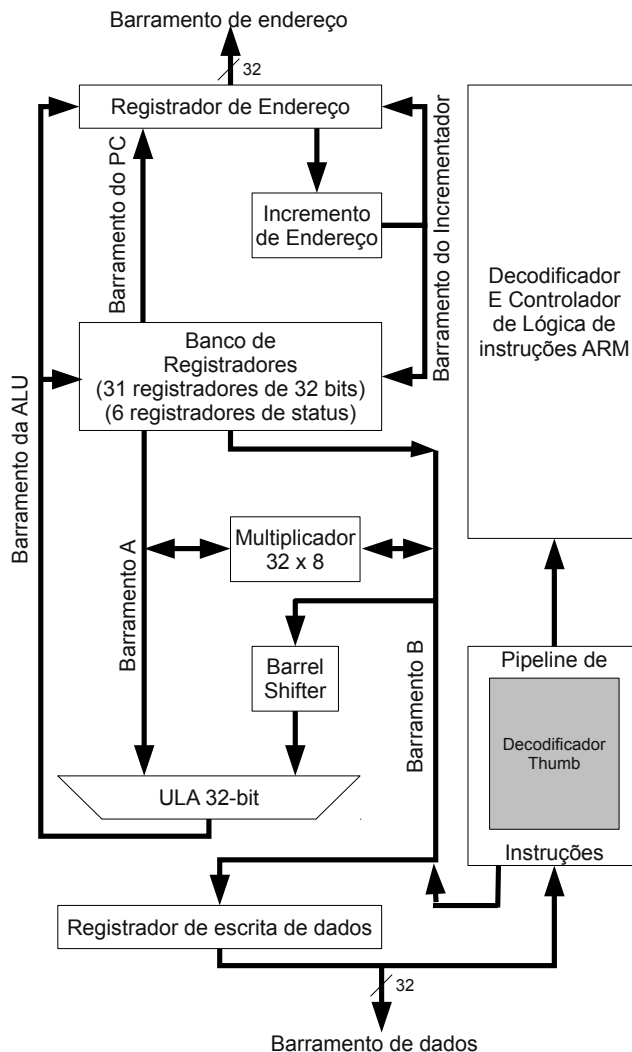 Barramento de endereço
32
Registrador de Endereço
Barramento do PC
Incremento
de Endereço
Barramento do Incrementador
Decodificador
E Controlador
de Lógica de
instruções ARM
Banco de
Registradores
(31 registradores de 32 bits)
(6 registradores de status)
Barramento da ALU
Barramento A
Multiplicador
32 x 8
Barrel
Shifter
Barramento B
Pipeline de
Decodificador
Thumb
Instruções
ULA 32-bit
Registrador de escrita de dados
32
Barramento de dados